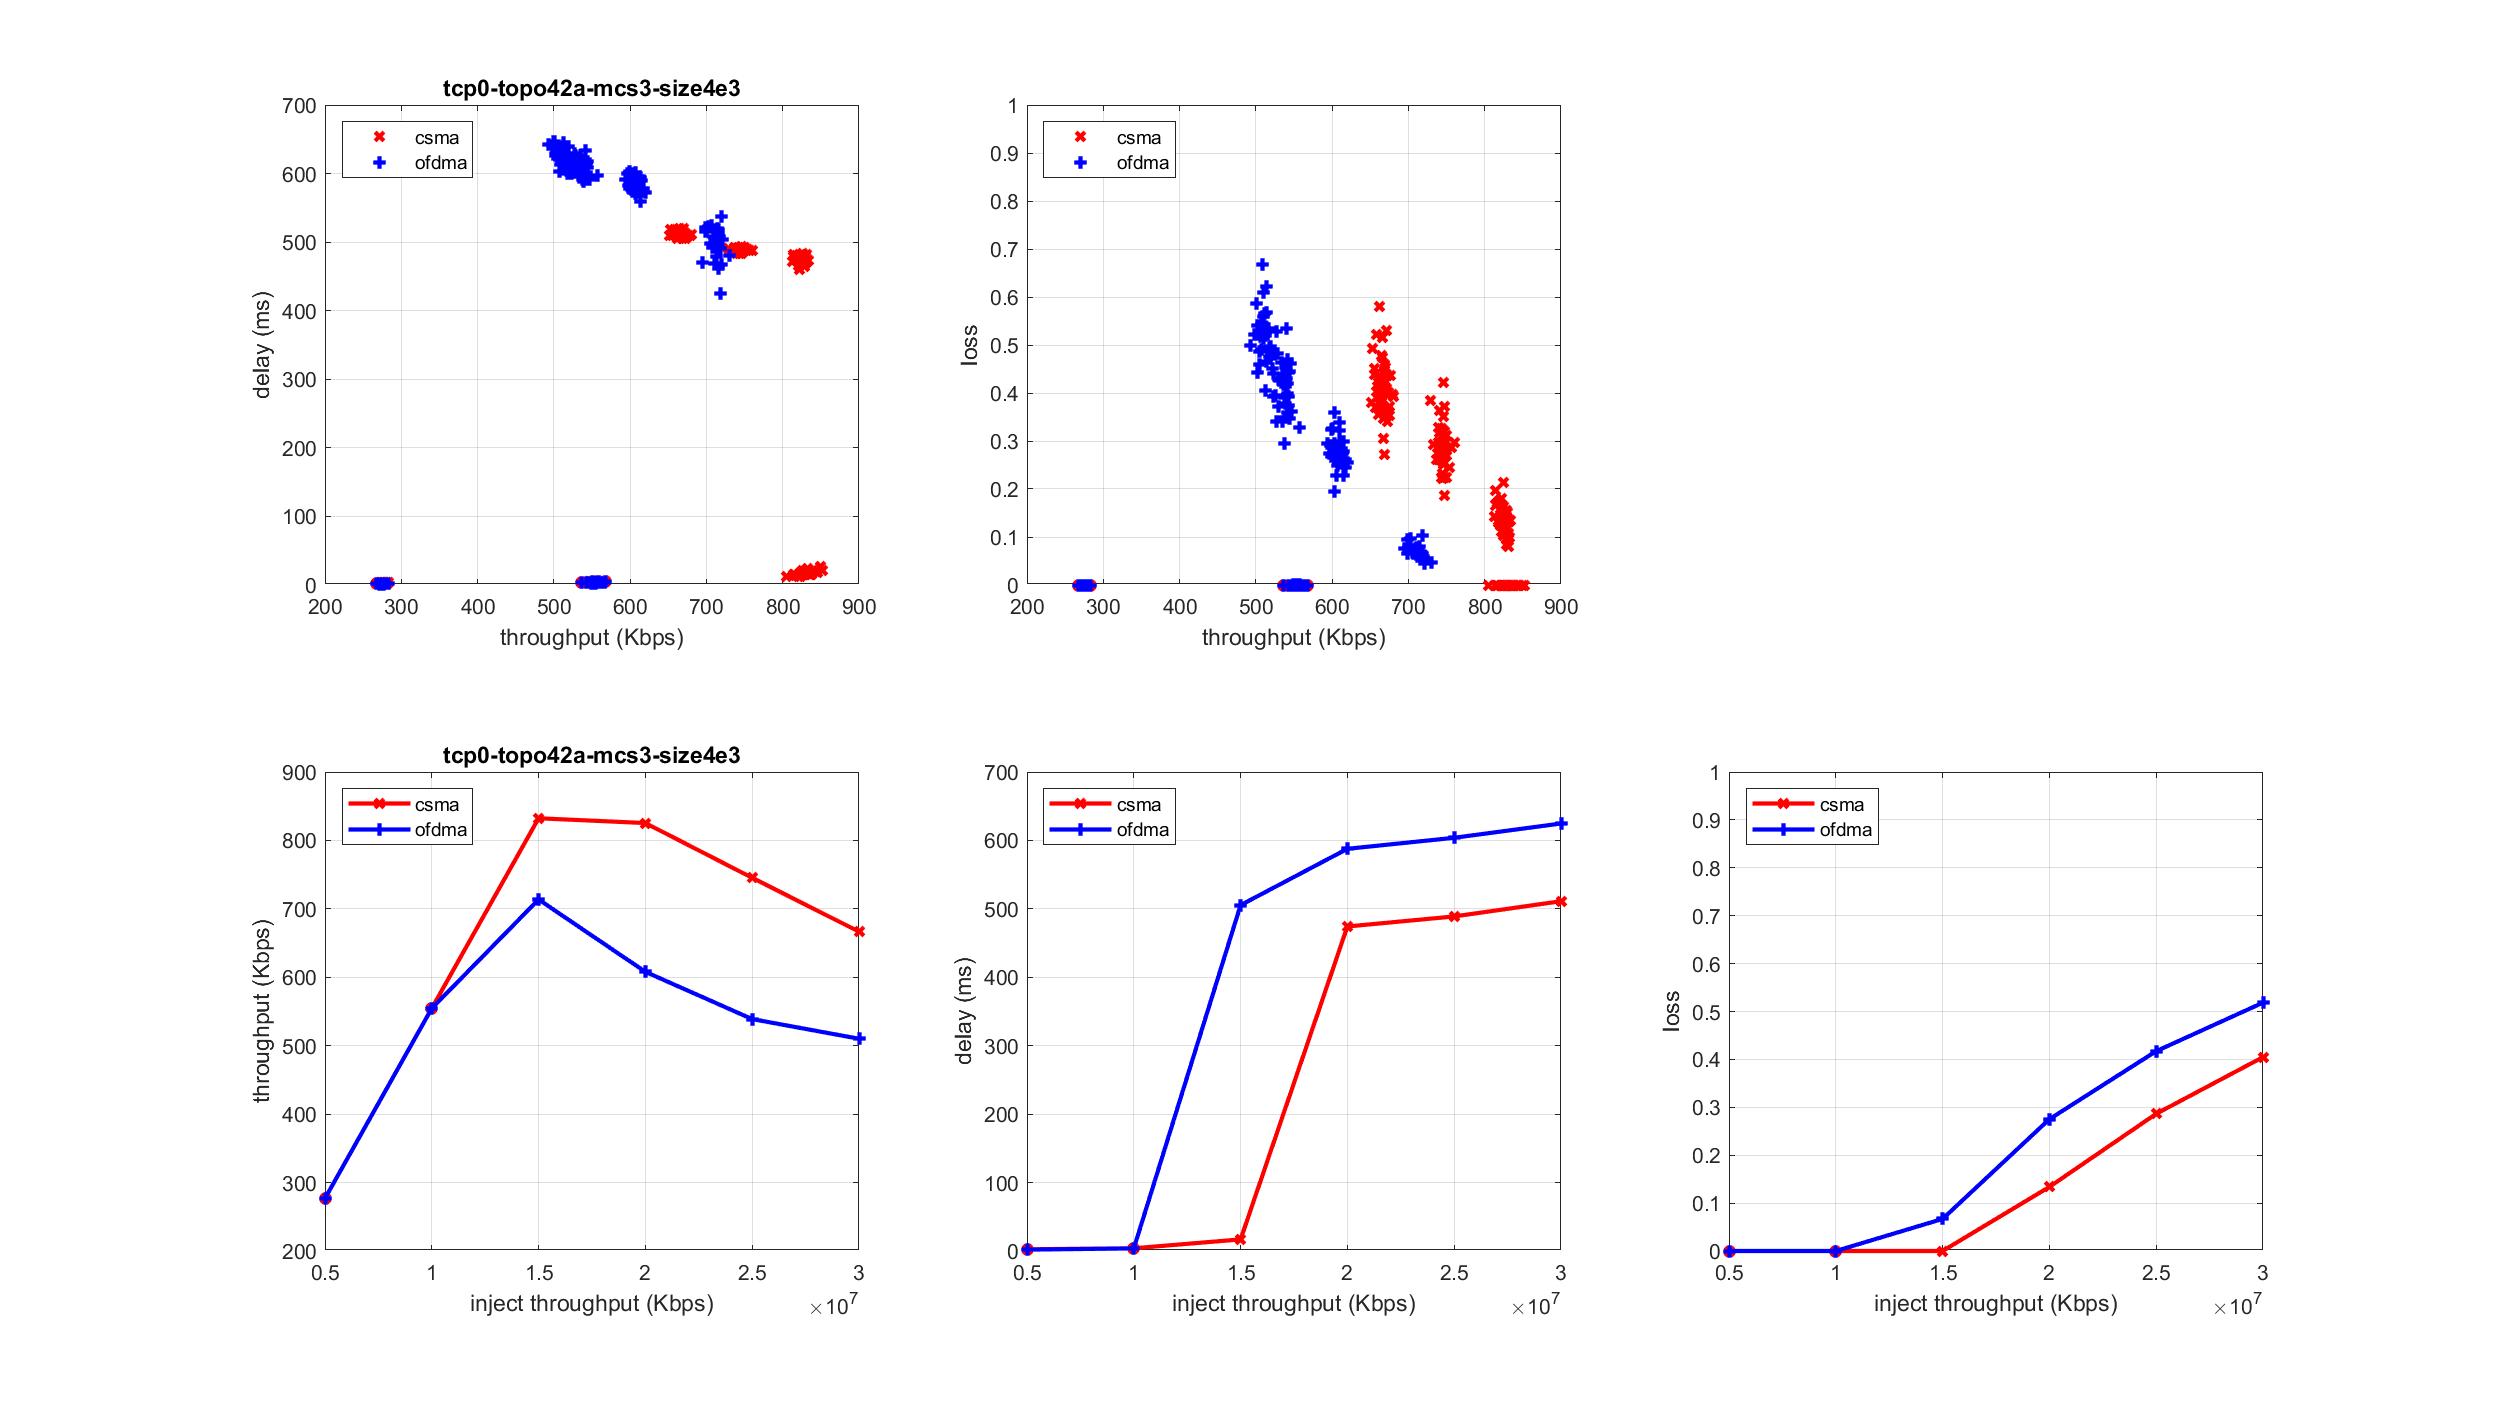 tcp0-topo42a-mcs3-size4e3
700
600
500
400
300
200
100
0
delay (ms)
csma
ofdma
200 300 400 500 600 700 800 900
throughput (Kbps)
1
0.9
0.8
0.7
0.6
0.5
0.4
0.3
0.2
0.1
0
loss
csma
ofdma
200 300 400 500 600 700 800 900
throughput (Kbps)
tcp0-topo42a-mcs3-size4e3
900
800
700
600
500
400
300
200
throughput (Kbps)
csma
ofdma
0.5 1 1.5 2 2.5 3
inject throughput (Kbps)
×10⁷
700
600
500
400
300
200
100
0
delay (ms)
csma
ofdma
0.5 1 1.5 2 2.5 3
inject throughput (Kbps)
×10⁷
1
0.9
0.8
0.7
0.6
0.5
0.4
0.3
0.2
0.1
0
loss
csma
ofdma
0.5 1 1.5 2 2.5 3
inject throughput (Kbps)
×10⁷